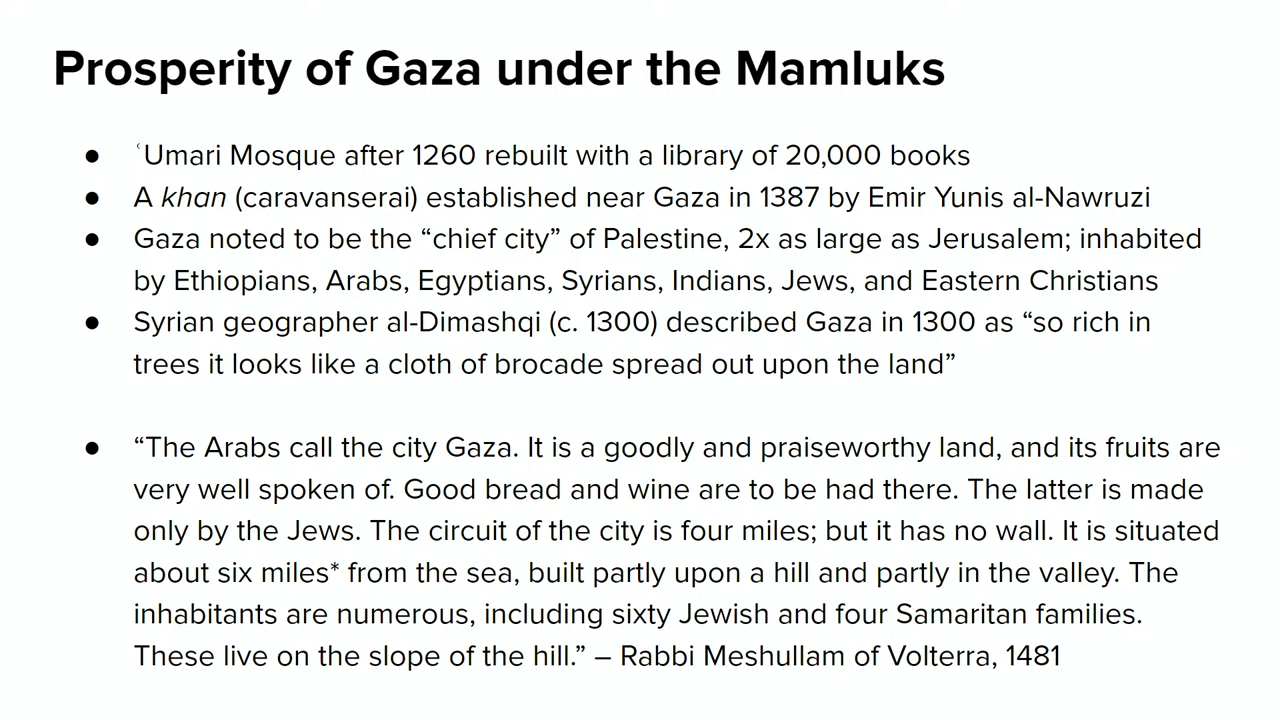 Prosperity of Gaza under the Mamluks
● ʿUmari Mosque after 1260 rebuilt with a library of 20,000 books
● A khan (caravanserai) established near Gaza in 1387 by Emir Yunis al-Nawruzi
● Gaza noted to be the “chief city” of Palestine, 2x as large as Jerusalem; inhabited
by Ethiopians, Arabs, Egyptians, Syrians, Indians, Jews, and Eastern Christians
● Syrian geographer al-Dimashqi (c. 1300) described Gaza in 1300 as “so rich in
trees it looks like a cloth of brocade spread out upon the land”
● “The Arabs call the city Gaza. It is a goodly and praiseworthy land, and its fruits are
very well spoken of. Good bread and wine are to be had there. The latter is made
only by the Jews. The circuit of the city is four miles; but it has no wall. It is situated
about six miles* from the sea, built partly upon a hill and partly in the valley. The
inhabitants are numerous, including sixty Jewish and four Samaritan families.
These live on the slope of the hill.” – Rabbi Meshullam of Volterra, 1481